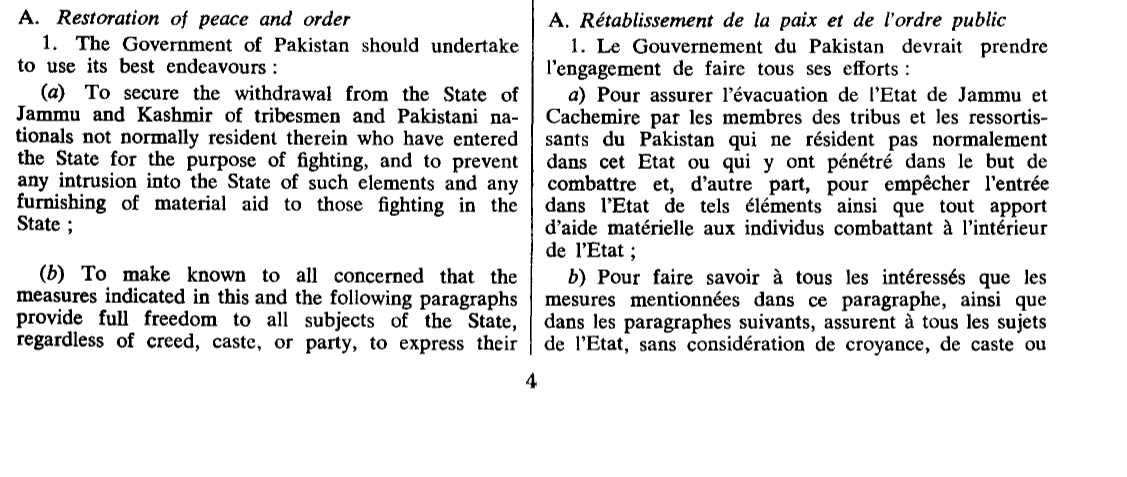 A. Restoration of peace and order
1. The Government of Pakistan should undertake
to use its best endeavours :
(a) To secure the withdrawal from the State of
Jammu and Kashmir of tribesmen and Pakistani na-
tionals not normally resident therein who have entered
the State for the purpose of fighting, and to prevent
any intrusion into the State of such elements and any
furnishing of material aid to those fighting in the
State ;
(b) To make known to all concerned that the
measures indicated in this and the following paragraphs
provide full freedom to all subjects of the State,
regardless of creed, caste, or party, to express their
A. Rétablissement de la paix et de l'ordre public
1. Le Gouvernement du Pakistan devrait prendre
l'engagement de faire tous ses efforts :
a) Pour assurer l'évacuation de l'Etat de Jammu et
Cachemire par les membres des tribus et les ressortis-
sants du Pakistan qui ne résident pas normalement
dans cet Etat ou qui y ont pénétré dans le but de
combattre et, d'autre part, pour empêcher l'entrée
dans l'Etat de tels éléments ainsi que tout apport
d'aide matérielle aux individus combattant à l'intérieur
de l'Etat ;
b) Pour faire savoir à tous les intéressés que les
mesures mentionnées dans ce paragraphe, ainsi que
dans les paragraphes suivants, assurent à tous les sujets
de l'Etat, sans considération de croyance, de caste ou
4